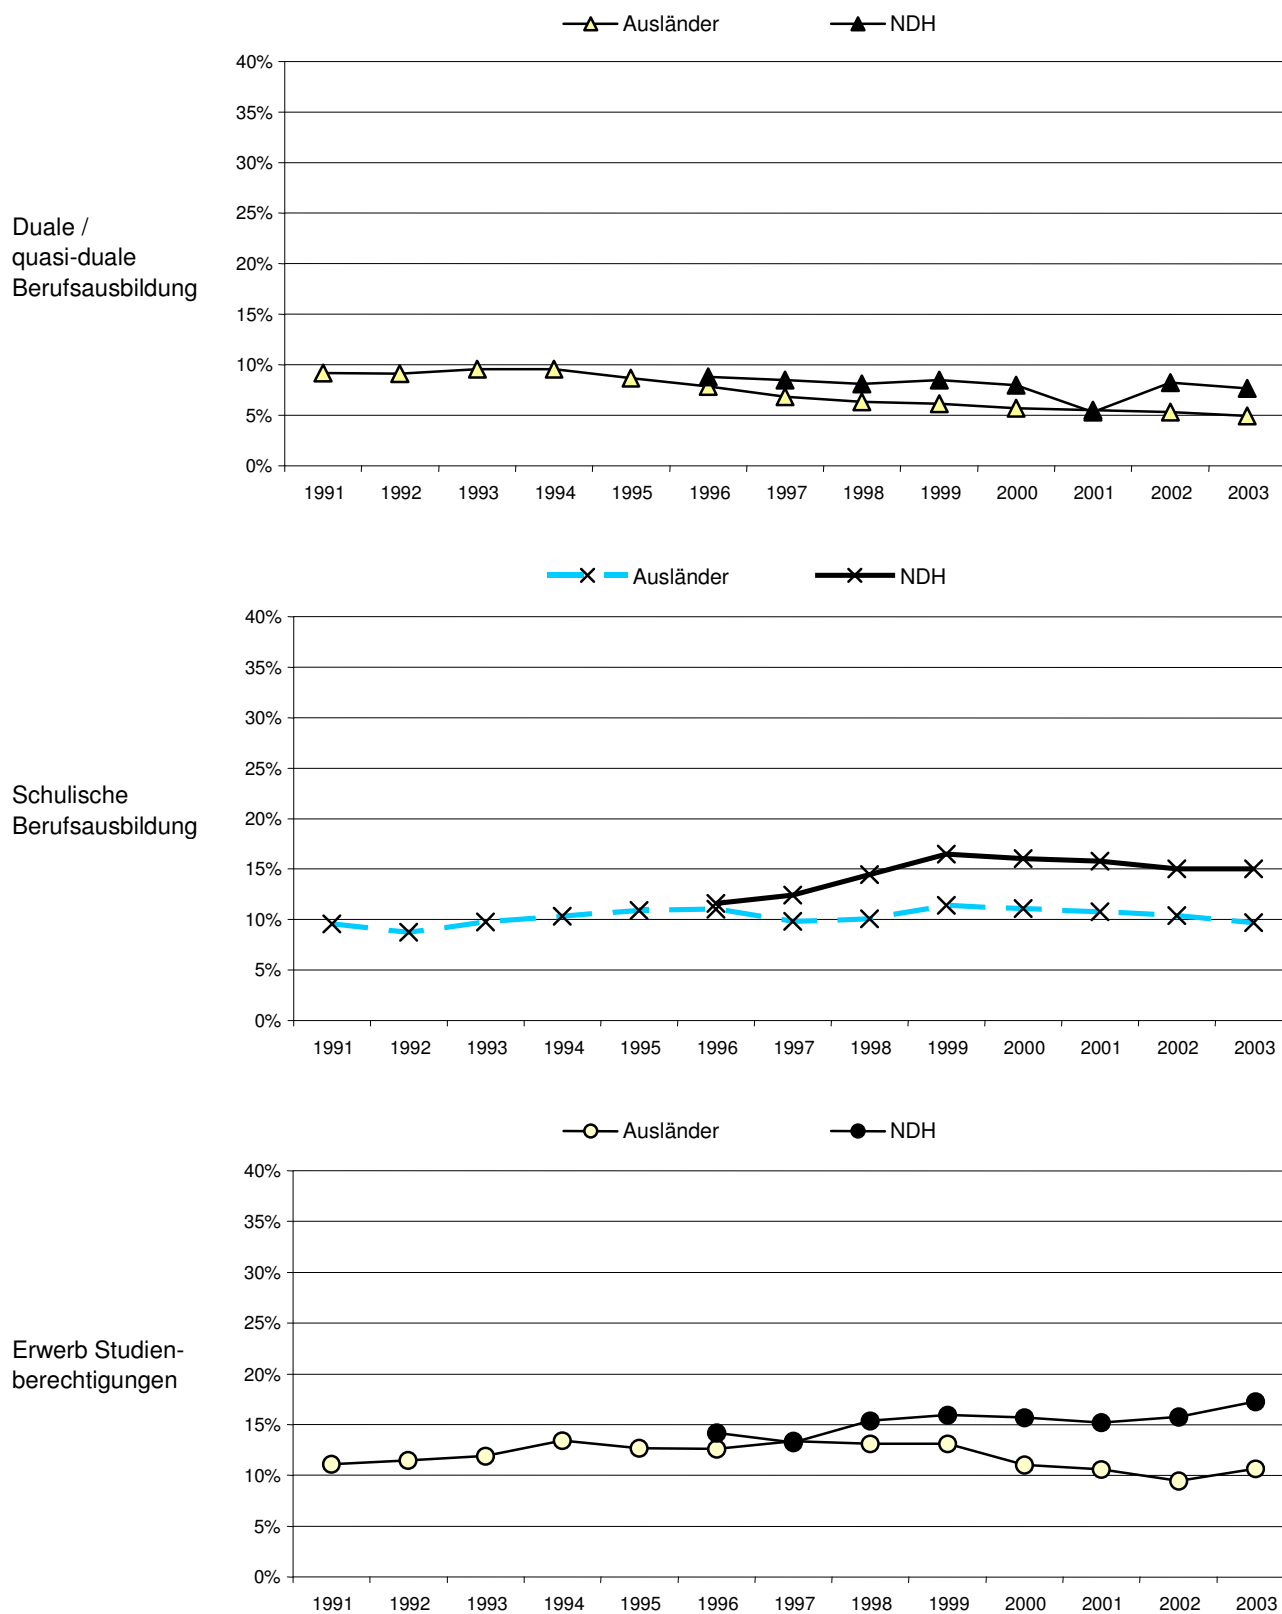 Ausländer NDH
40%
35%
30%
25%
20%
15%
10%
5%
0%
Duale /
quasi-duale
Berufsausbildung
1991 1992 1993 1994 1995 1996 1997 1998 1999 2000 2001 2002 2003
Ausländer NDH
40%
35%
30%
25%
20%
15%
10%
5%
0%
Schulische
Berufsausbildung
1991 1992 1993 1994 1995 1996 1997 1998 1999 2000 2001 2002 2003
Ausländer NDH
40%
35%
30%
25%
20%
15%
10%
5%
0%
Erwerb Studien-
berechtigungen
1991 1992 1993 1994 1995 1996 1997 1998 1999 2000 2001 2002 2003